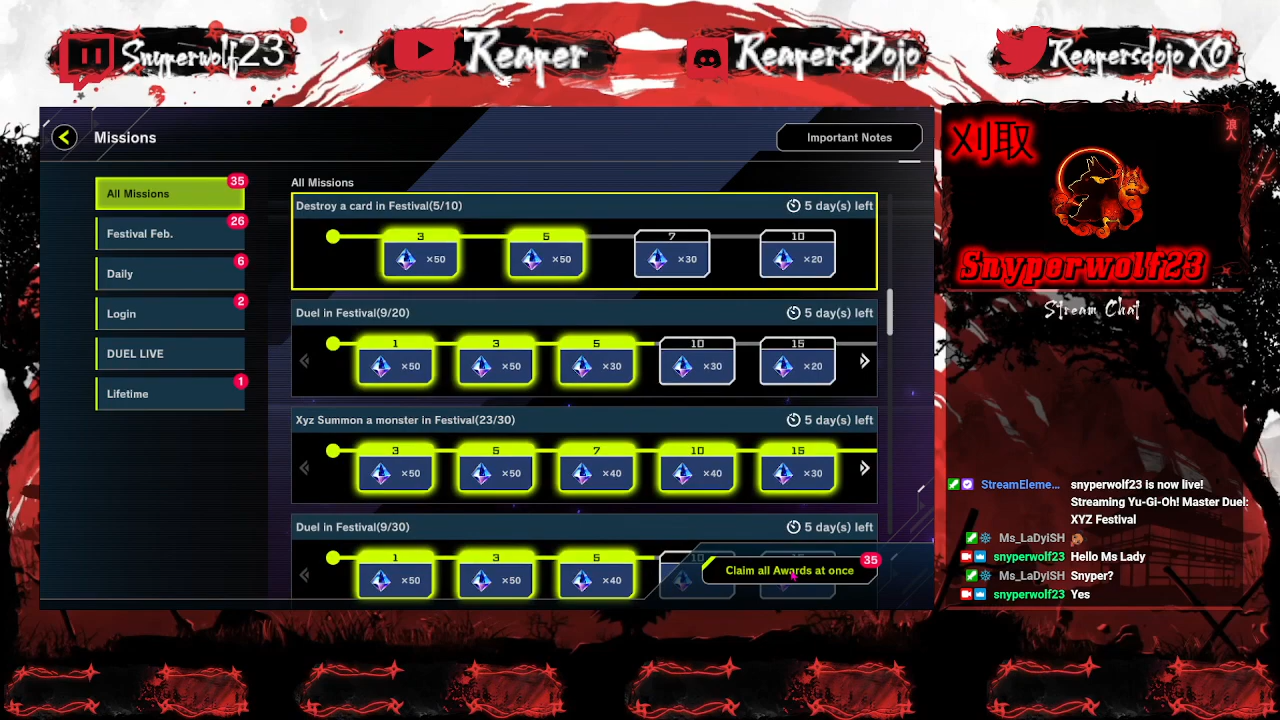 Snyperwolf23
Reaper
ReapersDojo
ReapersdojoXO
Missions
Important Notes
All Missions
35
Festival Feb.
26
Daily
6
Login
2
DUEL LIVE
Lifetime
1
All Missions
Destroy a card in Festival(5/10)
5 day(s) left
3
5
7
10
×50
×50
×30
×20
Duel in Festival(9/20)
5 day(s) left
1
3
5
10
15
×50
×50
×30
×30
×20
Xyz Summon a monster in Festival(23/30)
5 day(s) left
3
5
7
10
15
×50
×50
×40
×40
×30
Duel in Festival(9/30)
5 day(s) left
1
3
5
10
15
×50
×50
×40
Claim all Awards at once
35
刈取
浪人
Snyperwolf23
Stream Chat
StreamEleme... snyperwolf23 is now live!
Streaming Yu-Gi-Oh! Master Duel:
XYZ Festival
Ms_LaDyISH
snyperwolf23 Hello Ms Lady
Ms_LaDyISH Snyper?
snyperwolf23 Yes